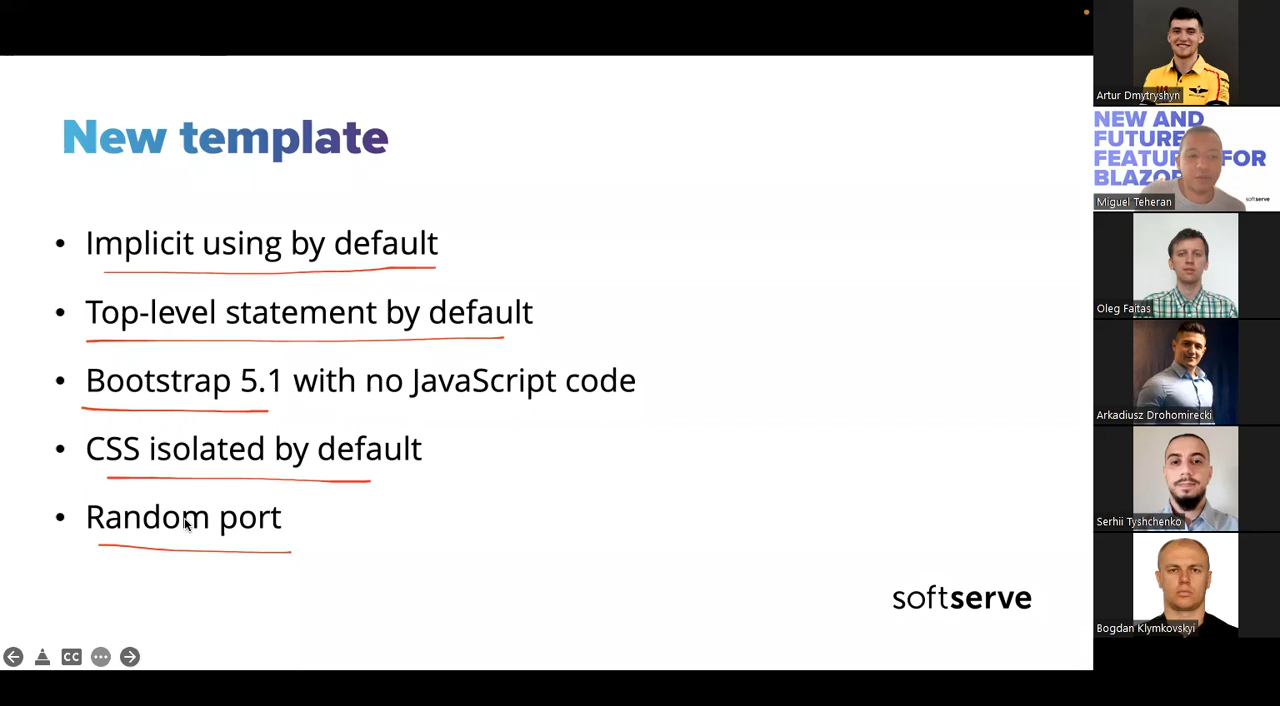 New template
• Implicit using by default
• Top-level statement by default
• Bootstrap 5.1 with no JavaScript code
• CSS isolated by default
• Random port
softserve
CC
Artur Dmytryshyn
NEW AND
FUTURE
FOR
Miguel Teheran
softserve
Oleg Faitas
Arkadiusz Drohomirecki
Serhii Tyshchenko
Bogdan Klymkovskyi